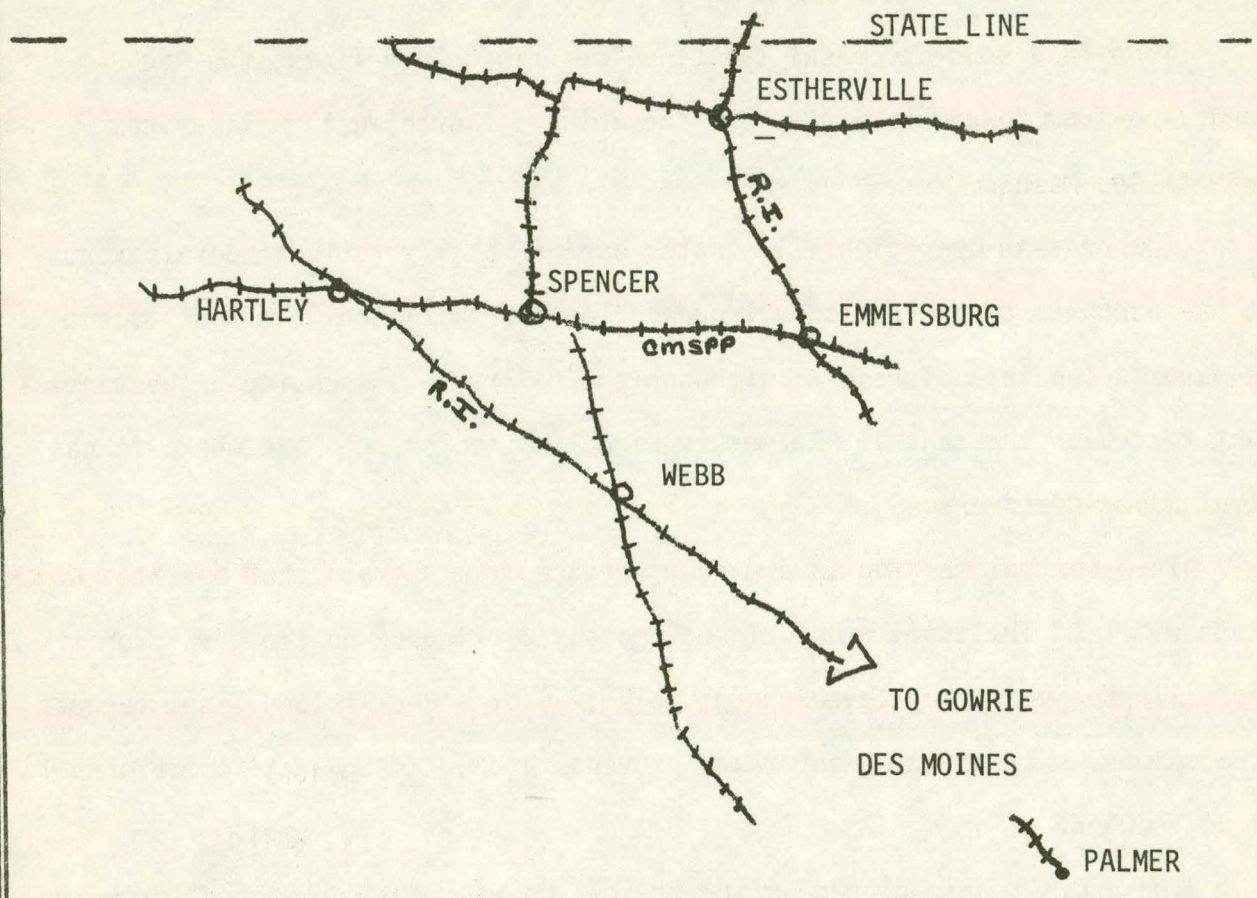 STATE LINE
ESTHERVILLE
R.I.
SPENCER
HARTLEY
EMMETSBURG
CMSPP
R.I.
WEBB
TO GOWRIE
DES MOINES
PALMER